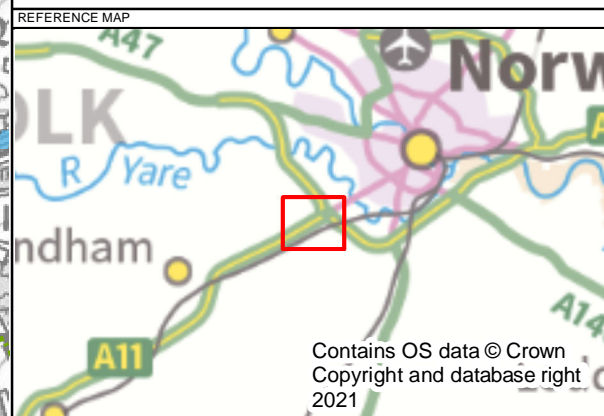 REFERENCE MAP
A47
Norw
OLK
R Yare
ndham
A11
A14
Contains OS data © Crown
Copyright and database right
2021